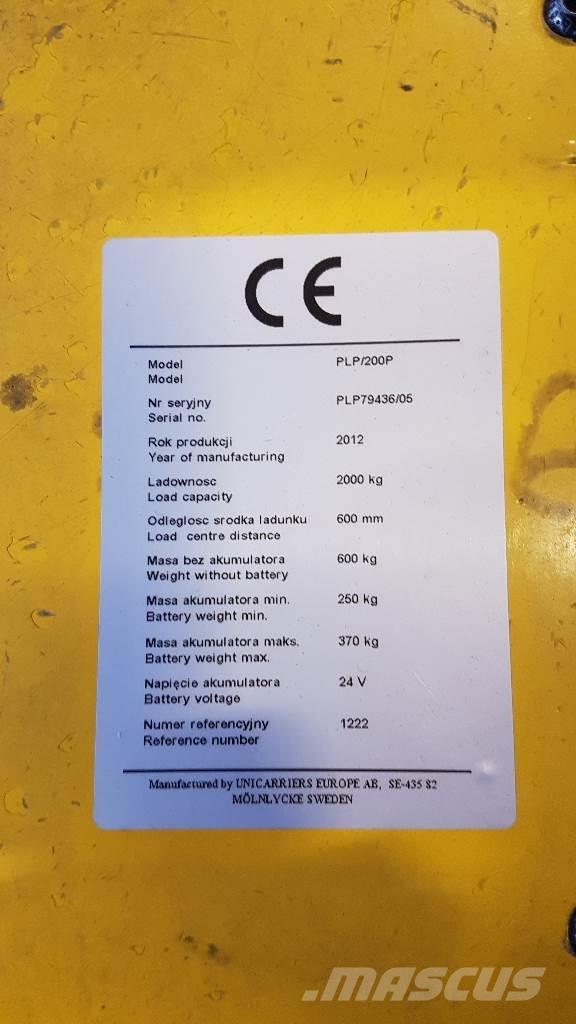 CE
Model PLP/200P
Model
Nr seryjny PLP79436/05
Serial no.
Rok produkcji 2012
Year of manufacturing
Ladownosc 2000 kg
Load capacity
Odleglosc srodka ladunku 600 mm
Load centre distance
Masa bez akumulatora 600 kg
Weight without battery
Masa akumulatora min. 250 kg
Battery weight min.
Masa akumulatora maks. 370 kg
Battery weight max.
Napięcie akumulatora 24 V
Battery voltage
Numer referencyjny 1222
Reference number
Manufactured by UNICARRIERS EUROPE AB, SE-435 82
MÖLNLYCKE SWEDEN
MASCUS